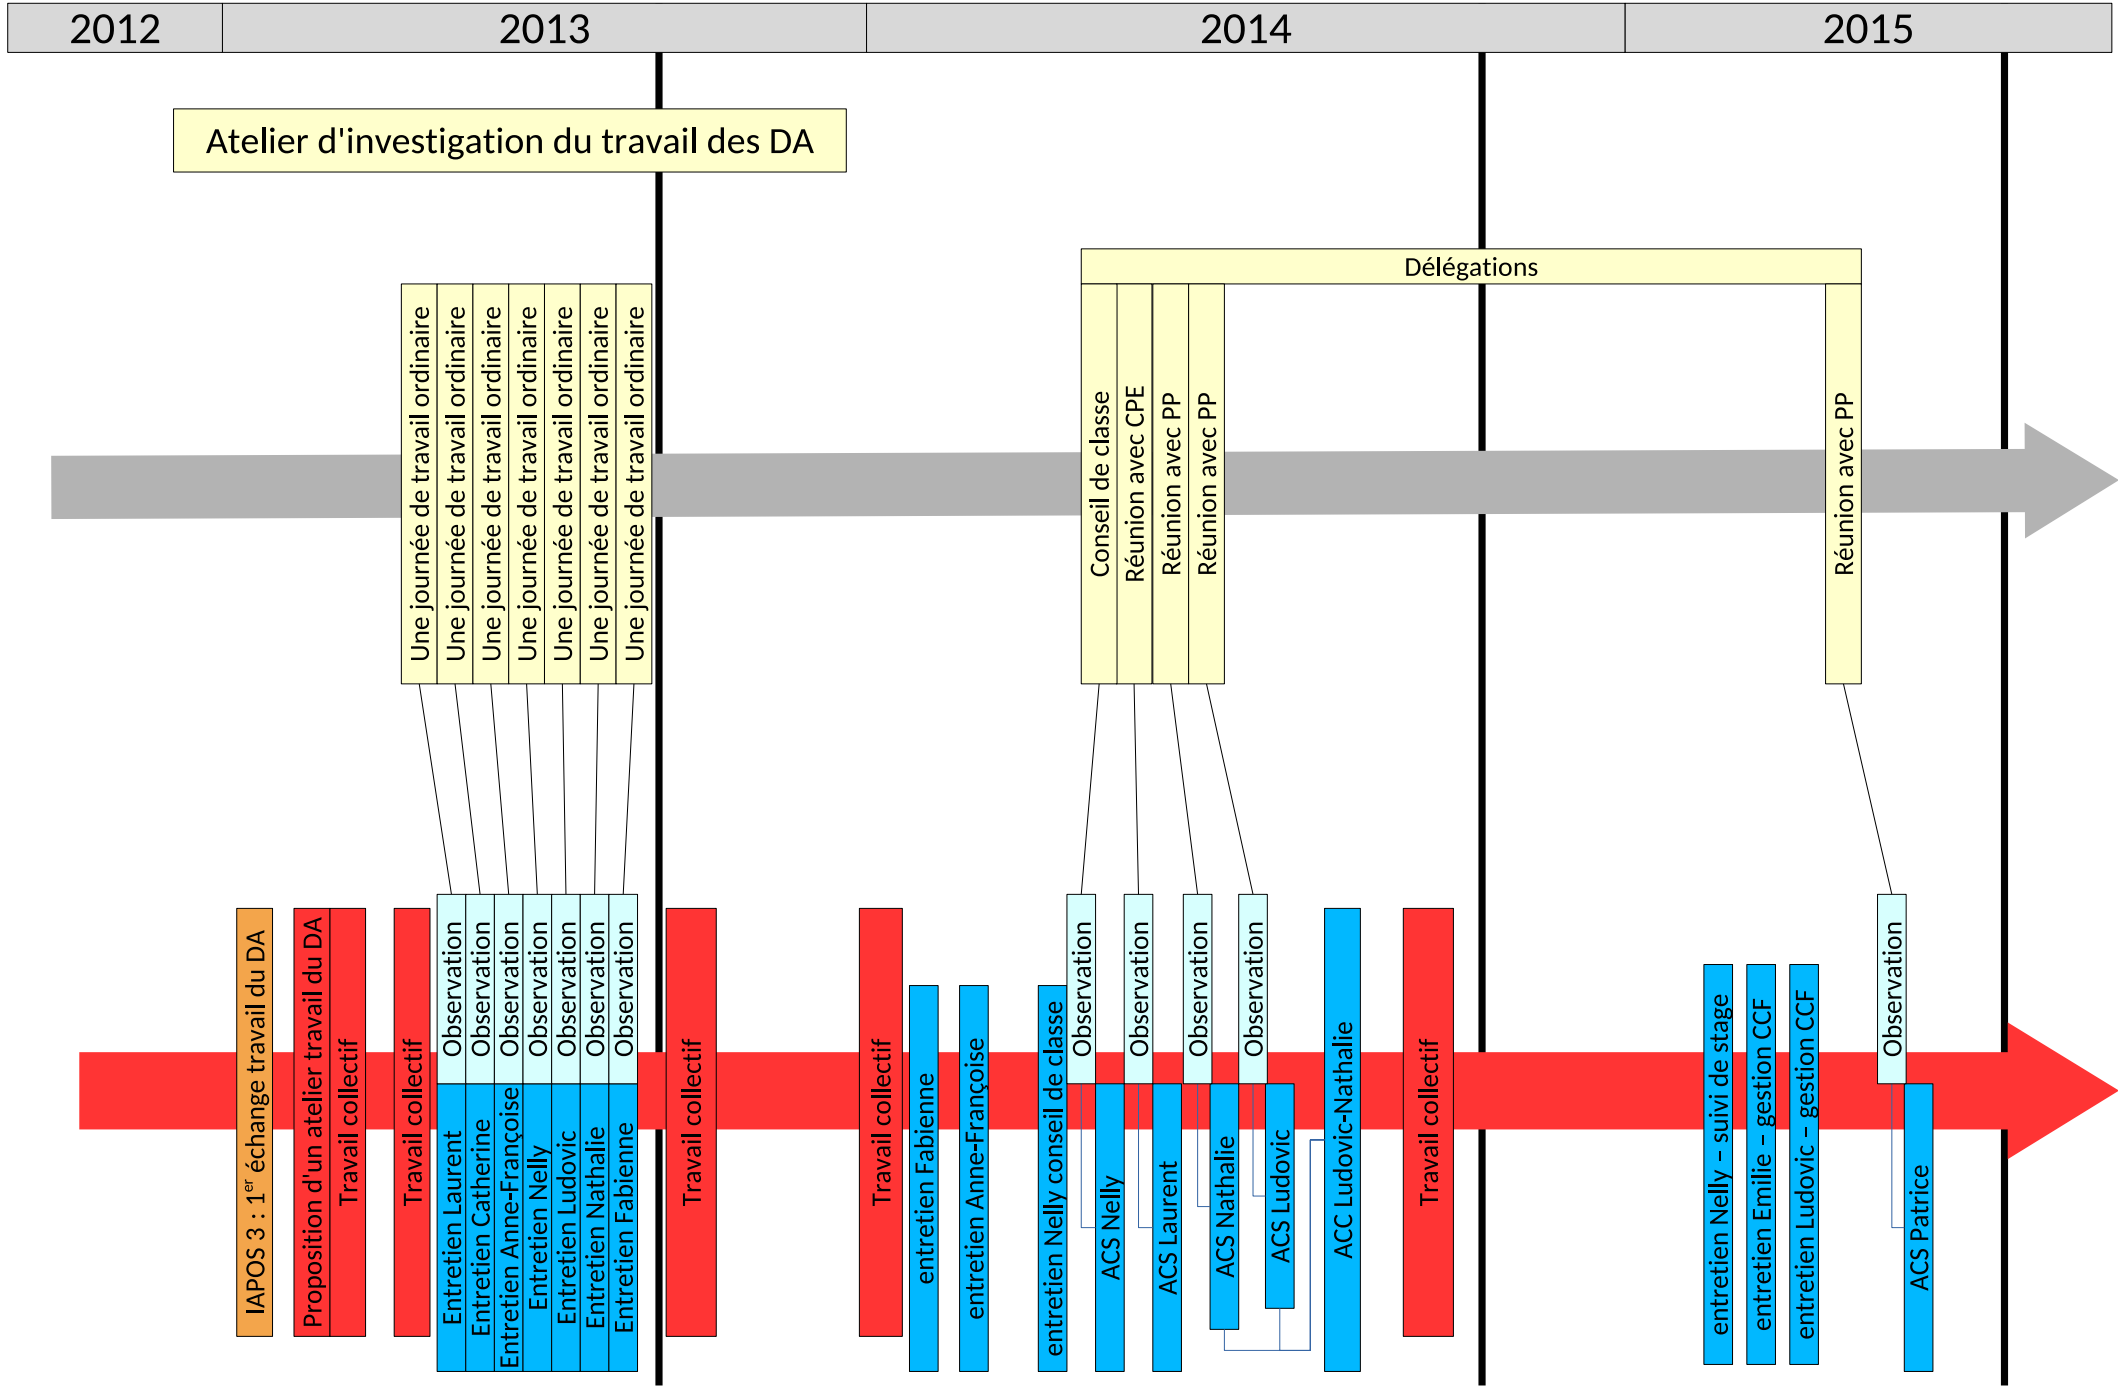 2012
2013
2014
2015
Atelier d'investigation du travail des DA
Délégations
Une journée de travail ordinaire
Une journée de travail ordinaire
Une journée de travail ordinaire
Une journée de travail ordinaire
Une journée de travail ordinaire
Une journée de travail ordinaire
Une journée de travail ordinaire
Conseil de classe
Réunion avec CPE
Réunion avec PP
Réunion avec PP
Réunion avec PP
IAPOS 3 : 1er échange travail du DA
Proposition d'un atelier travail du DA
Travail collectif
Travail collectif
Observation
Observation
Observation
Observation
Observation
Observation
Observation
Entretien Laurent
Entretien Catherine
Entretien Anne-Françoise
Entretien Nelly
Entretien Ludovic
Entretien Nathalie
Entretien Fabienne
Travail collectif
Travail collectif
entretien Fabienne
entretien Anne-Françoise
entretien Nelly conseil de classe
Observation
ACS Nelly
Observation
ACS Laurent
Observation
ACS Nathalie
Observation
ACS Ludovic
ACC Ludovic-Nathalie
Travail collectif
entretien Nelly – suivi de stage
entretien Emilie – gestion CCF
entretien Ludovic – gestion CCF
Observation
ACS Patrice